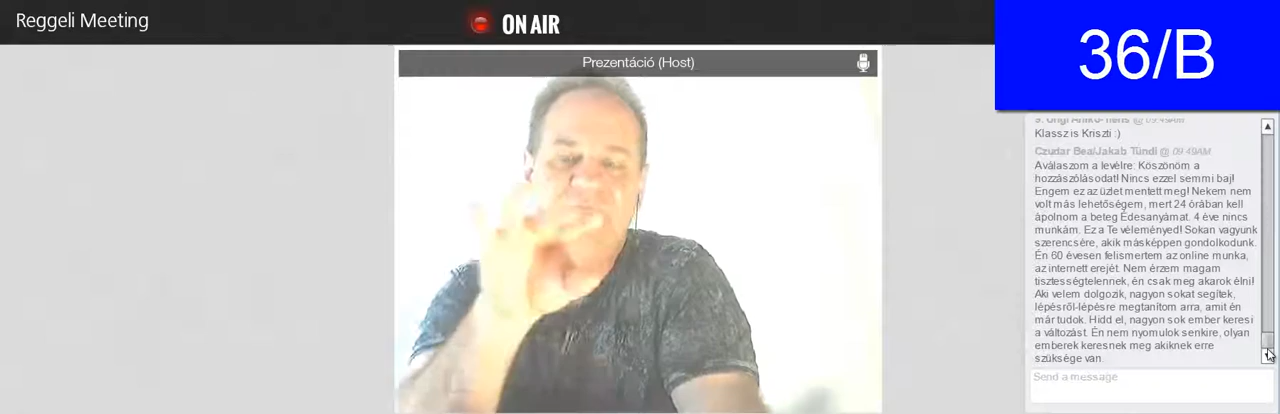 Reggeli Meeting
ON AIR
36/B
Prezentáció (Host)
@ 09:49AM
Klassz is Kriszti :)
Czudar Bea/Jakab Tündi @ 09:49AM
Aválaszom a levélre: Köszönöm a
hozzászólásodat! Nincs ezzel semmi baj!
Engem ez az üzlet mentett meg! Nekem nem
volt más lehetőségem, mert 24 órában kell
ápolnom a beteg Édesanyámat. 4 éve nincs
munkám. Ez a Te véleményed! Sokan vagyunk
szerencsére, akik másképpen gondolkodunk.
Én 60 évesen felismertem az online munka,
az internett erejét. Nem érzem magam
tisztességtelennek, én csak meg akarok élni!
Aki velem dolgozik, nagyon sokat segítek,
lépésről-lépésre megtanítom arra, amit én
már tudok. Hidd el, nagyon sok ember keresi
a változást. Én nem nyomulok senkire, olyan
emberek keresnek meg akiknek erre
szüksége van.
Send a message